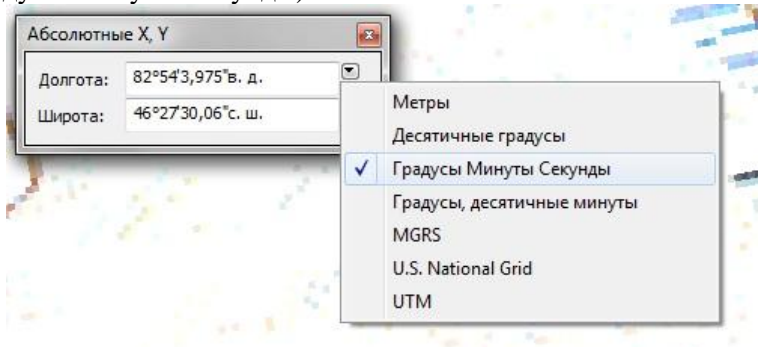 Абсолютные X, Y
Долгота: 82°54'3,975"в. д.
Широта: 46°27'30,06"с. ш.
Метры
Десятичные градусы
✓ Градусы Минуты Секунды
Градусы, десятичные минуты
MGRS
U.S. National Grid
UTM